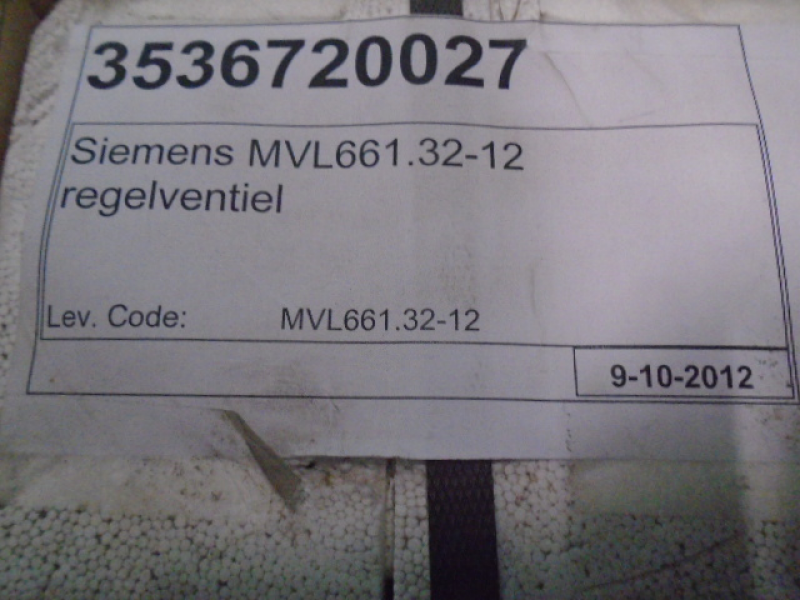 3536720027
Siemens MVL661.32-12
regelventiel
Lev. Code: MVL661.32-12
9-10-2012